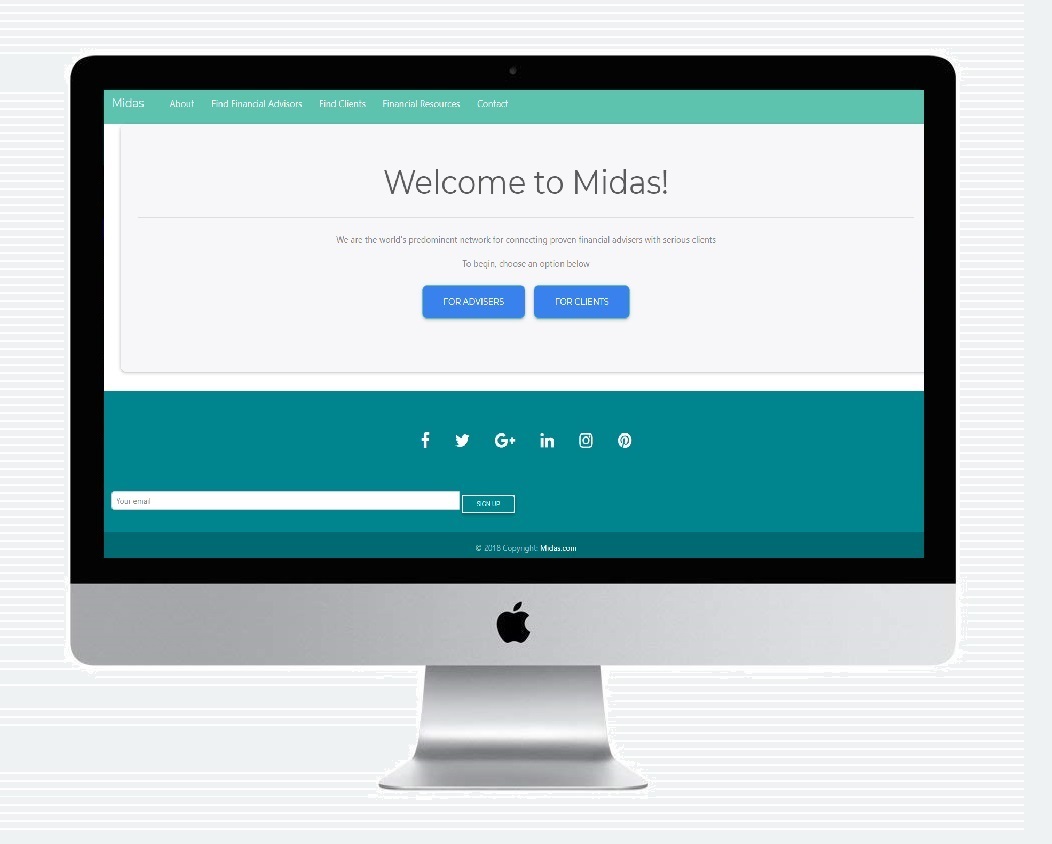 Midas About Find Financial Advisors Find Clients Financial Resources Contact
Welcome to Midas!
We are the world's predominent network for connecting proven financial advisers with serious clients
To begin, choose an option below
FOR ADVISERS FOR CLIENTS
Your email SIGN UP
© 2018 Copyright: Midas.com